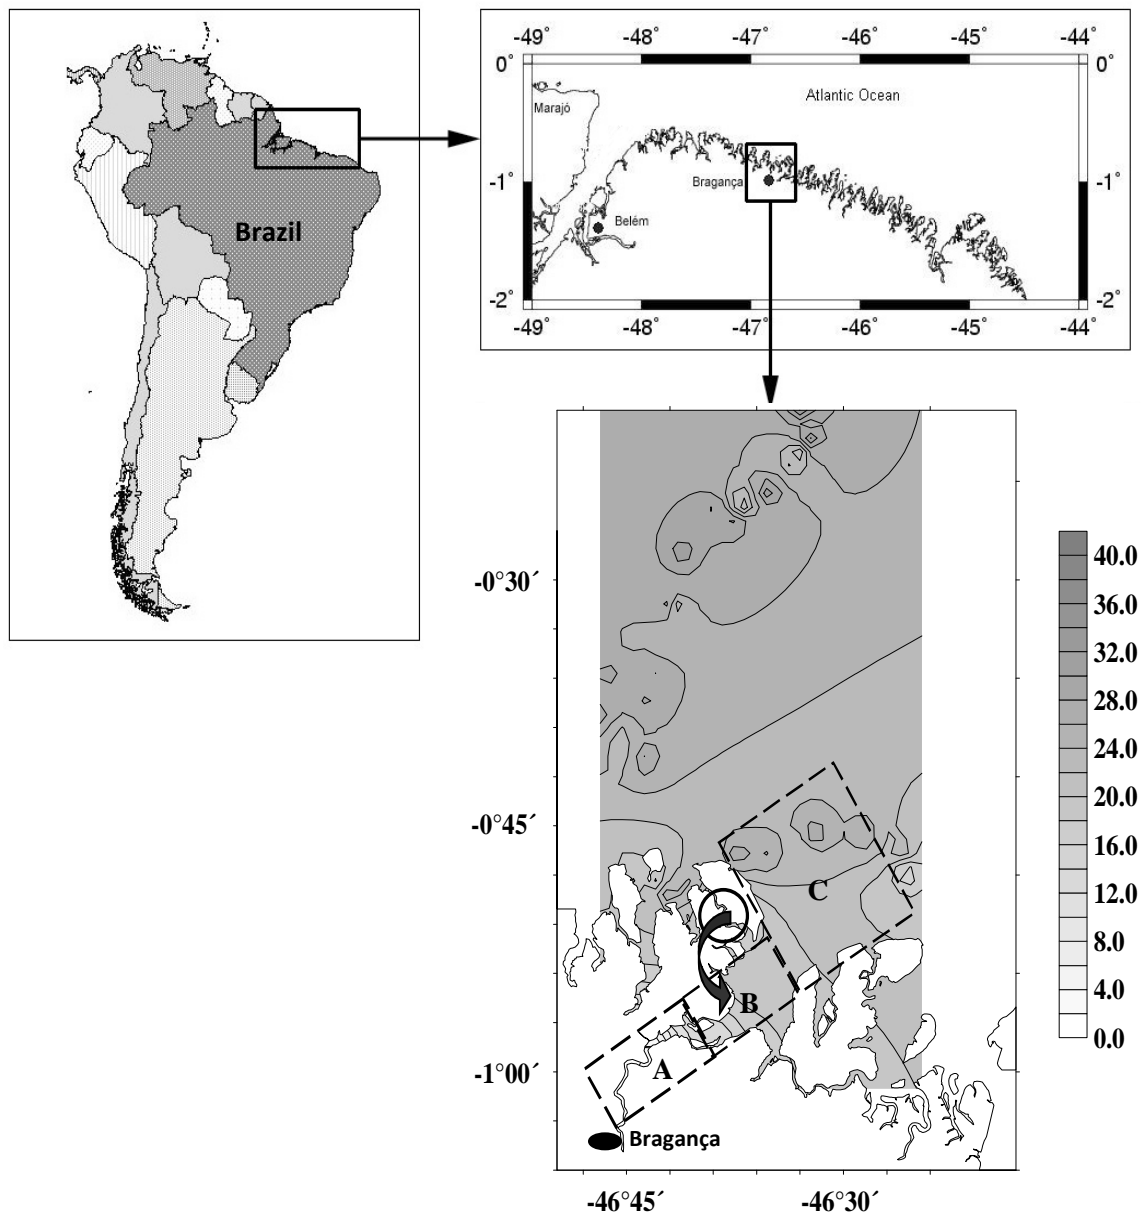 Brazil
-49° -48° -47° -46° -45° -44°
0° 0°
Marajó
Atlantic Ocean
-1° -1°
Bragança
Belém
-2° -2°
-49° -48° -47° -46° -45° -44°
-0°30´
-0°45´
-1°00´
A
B
C
Bragança
-46°45´ -46°30´
40.0
36.0
32.0
28.0
24.0
20.0
16.0
12.0
8.0
4.0
0.0